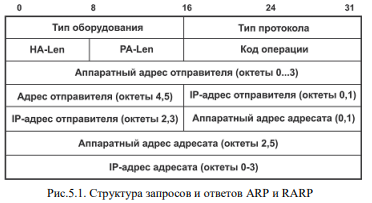 0 8 16 24 31
Тип оборудования Тип протокола
HA-Len PA-Len Код операции
Аппаратный адрес отправителя (октеты 0...3)
Адрес отправителя (октеты 4,5) IP-адрес отправителя (октеты 0,1)
IP-адрес отправителя (октеты 2,3) Аппаратный адрес адресата (0,1)
Аппаратный адрес адресата (октеты 2,5)
IP-адрес адресата (октеты 0-3)
Рис.5.1. Структура запросов и ответов ARP и RARP